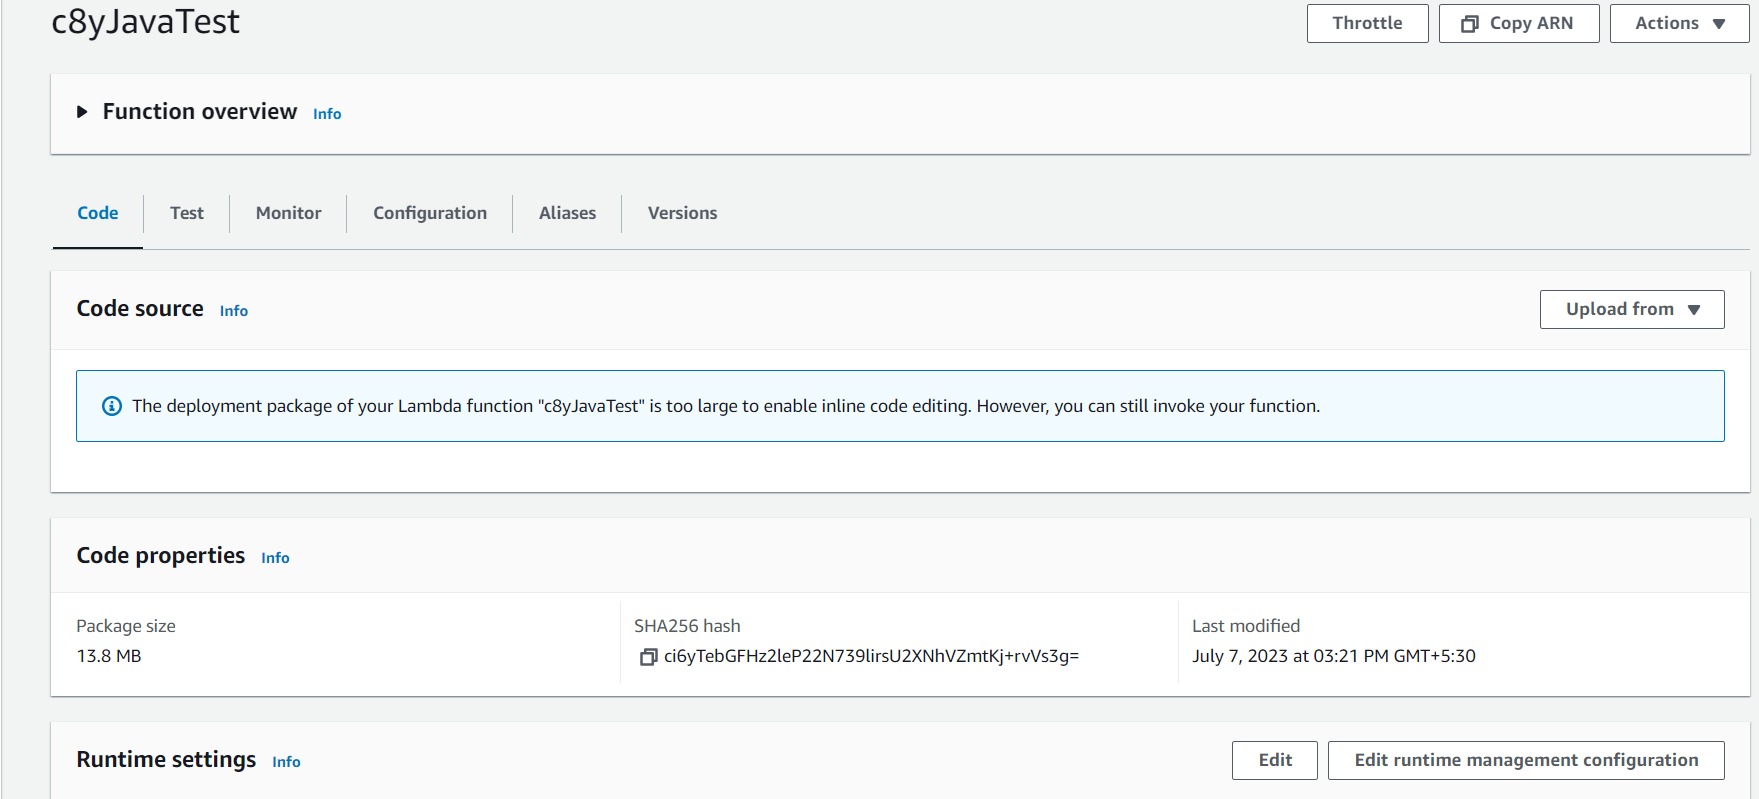 c8yJavaTest
Throttle
Copy ARN
Actions
Function overview Info
Code
Test
Monitor
Configuration
Aliases
Versions
Code source Info
Upload from
The deployment package of your Lambda function "c8yJavaTest" is too large to enable inline code editing. However, you can still invoke your function.
Code properties Info
Package size
13.8 MB
SHA256 hash
ci6yTebGFHz2leP22N739lirsU2XNhVZmtKj+rvVs3g=
Last modified
July 7, 2023 at 03:21 PM GMT+5:30
Runtime settings Info
Edit
Edit runtime management configuration